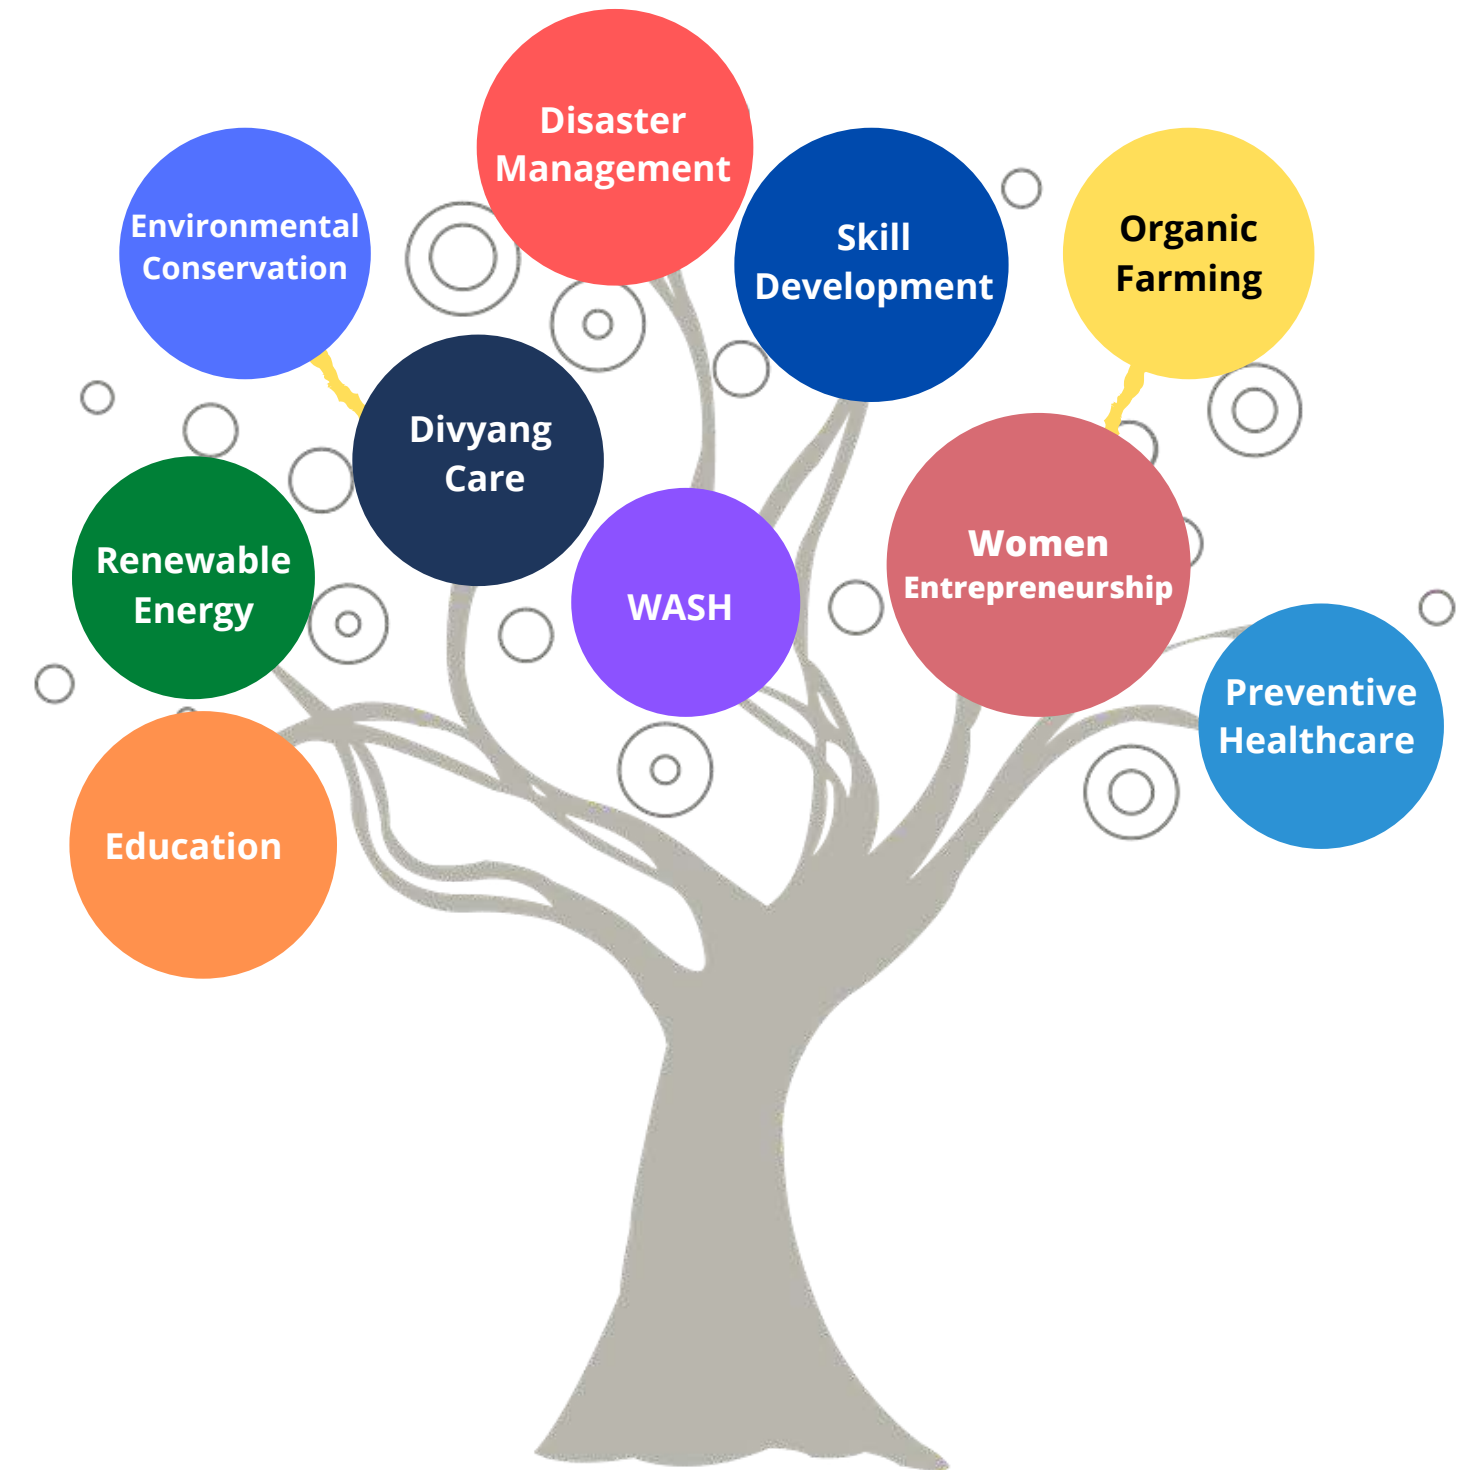 Disaster
Management
Environmental
Conservation
Skill
Development
Organic
Farming
Divyang
Care
Renewable
Energy
WASH
Women
Entrepreneurship
Preventive
Healthcare
Education